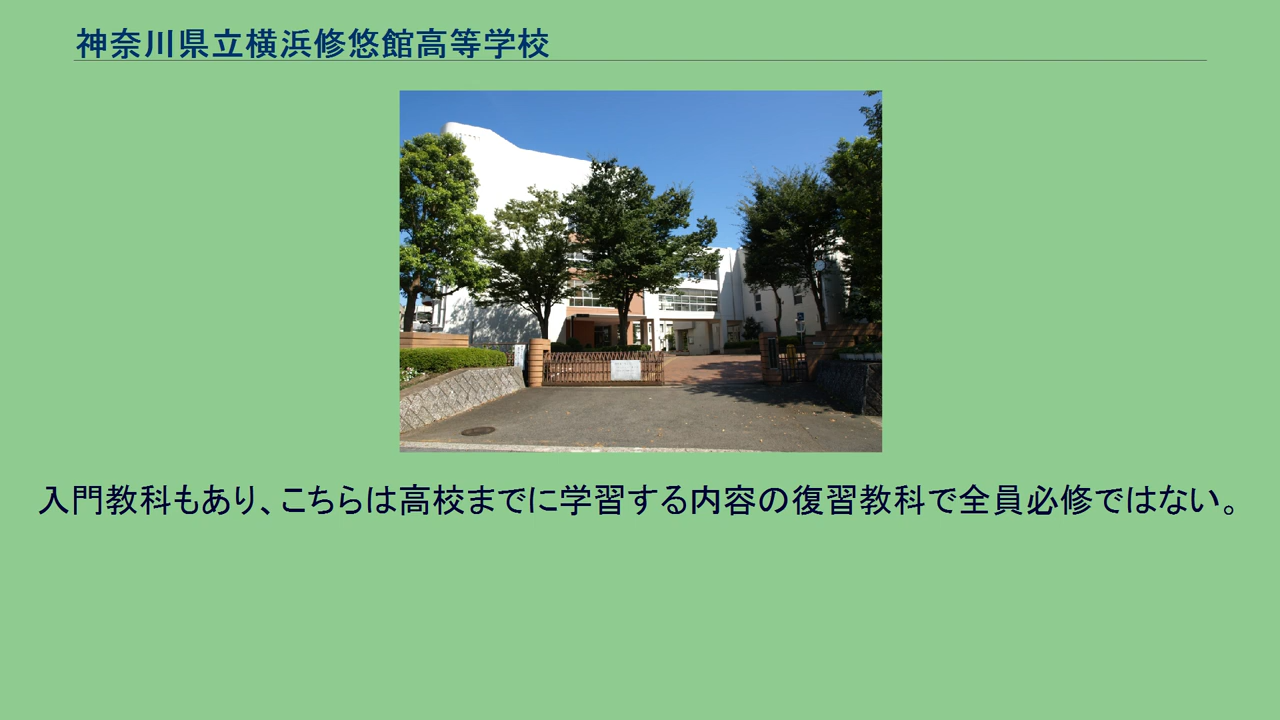 神奈川県立横浜修悠館高等学校
入門教科もあり、こちらは高校までに学習する内容の復習教科で全員必修ではない。